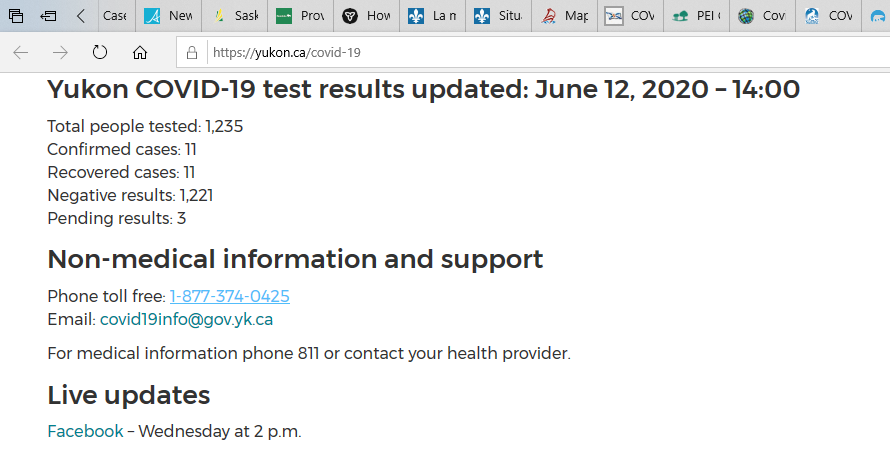 Case
New
Sask
Prov
How
La m
Situ
Map
COV
PEI
Cov
COV
https://yukon.ca/covid-19
Yukon COVID-19 test results updated: June 12, 2020 – 14:00
Total people tested: 1,235
Confirmed cases: 11
Recovered cases: 11
Negative results: 1,221
Pending results: 3
Non-medical information and support
Phone toll free: 1-877-374-0425
Email: covid19info@gov.yk.ca
For medical information phone 811 or contact your health provider.
Live updates
Facebook – Wednesday at 2 p.m.